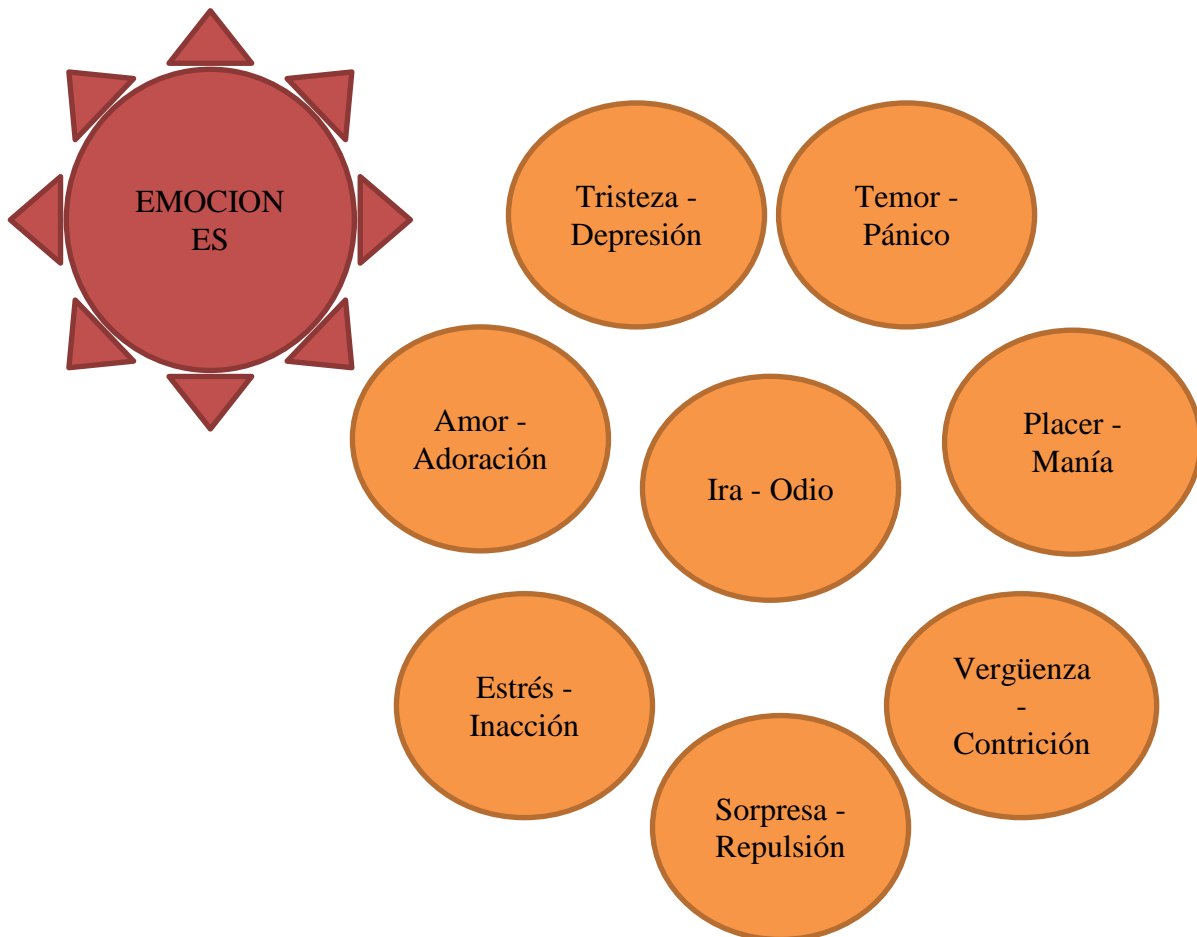 EMOCION
ES
Tristeza -
Depresión
Temor -
Pánico
Amor -
Adoración
Ira - Odio
Placer -
Manía
Estrés -
Inacción
Vergüenza
-
Contrición
Sorpresa -
Repulsión